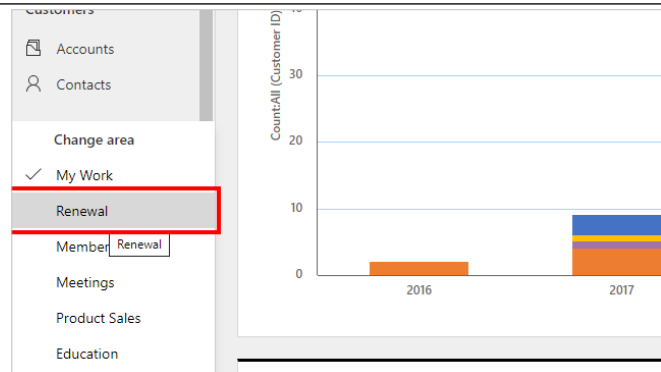 Customers
Accounts
Contacts
Change area
My Work
Renewal
Member
Renewal
Meetings
Product Sales
Education
Count:All (Customer ID)
40
30
20
10
0
2016
2017